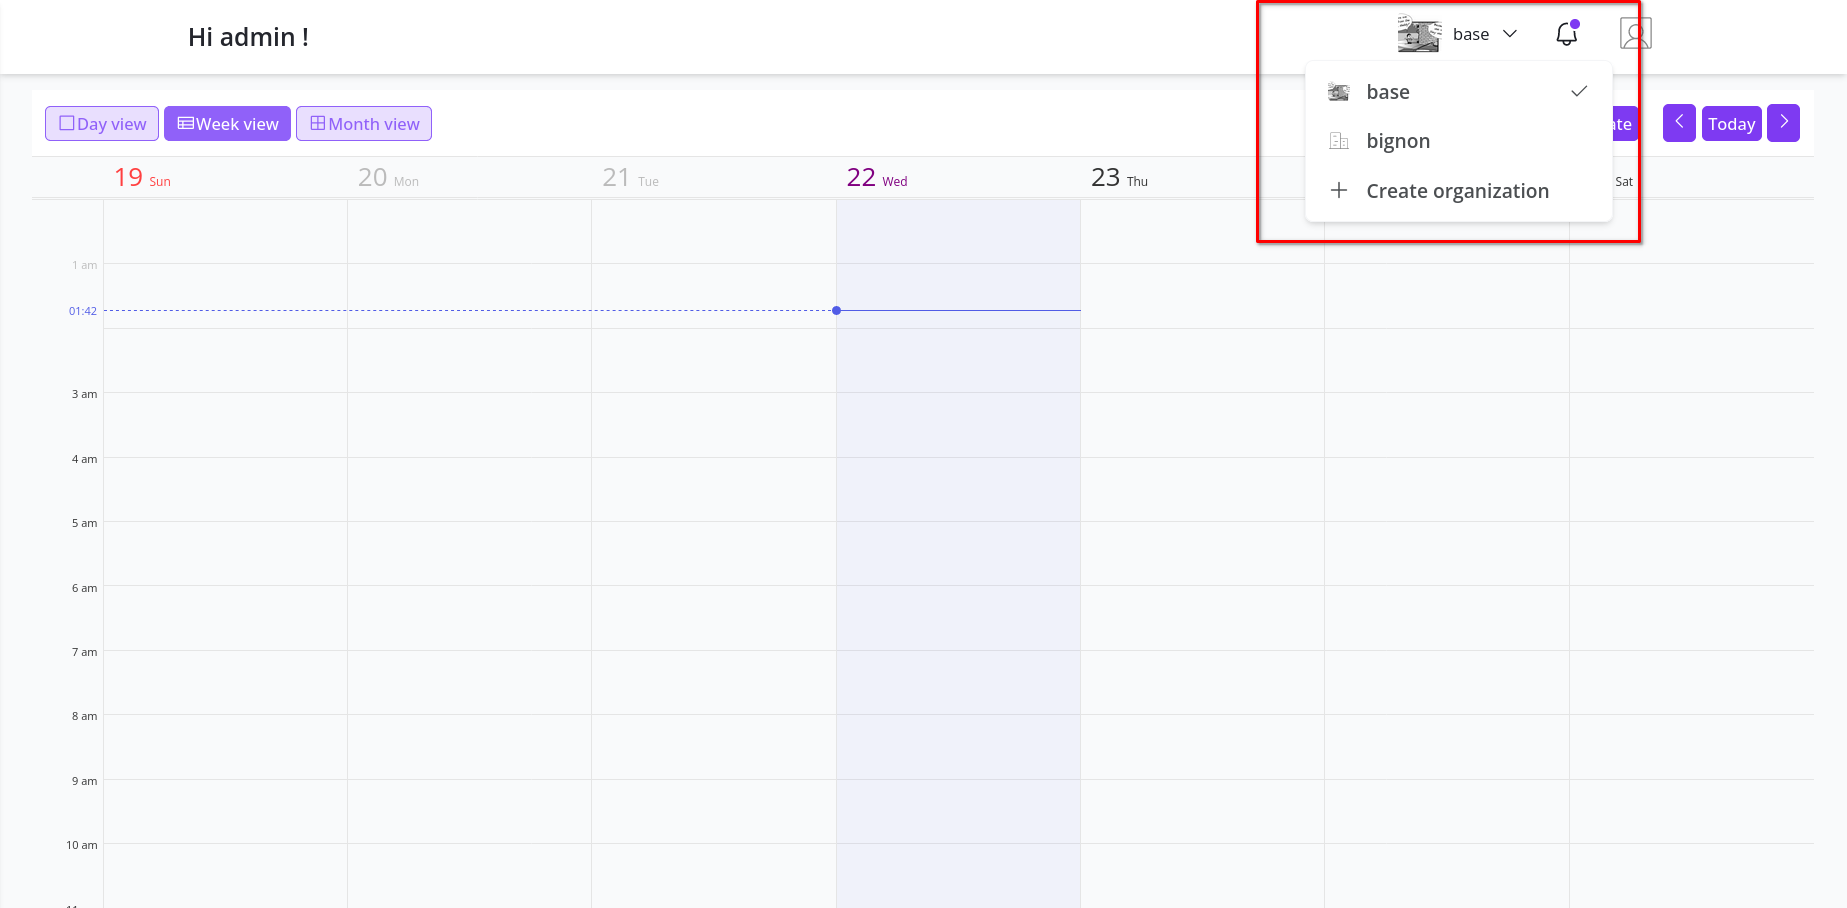 Hi admin !
base
base
bignon
Create organization
Day view
Week view
Month view
Today
19 Sun
20 Mon
21 Tue
22 Wed
23 Thu
Sat
1 am
01:42
3 am
4 am
5 am
6 am
7 am
8 am
9 am
10 am